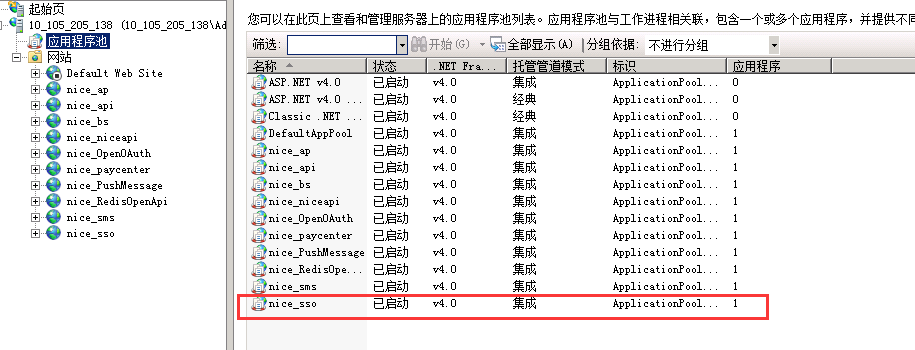 起始页
10_105_205_138 (10_105_205_138\Ad
应用程序池
网站
Default Web Site
nice_ap
nice_api
nice_bs
nice_niceapi
nice_OpenOAuth
nice_paycenter
nice_PushMessage
nice_RedisOpenApi
nice_sms
nice_sso
您可以在此页上查看和管理服务器上的应用程序池列表。应用程序池与工作进程相关联，包含一个或多个应用程序，并提供不同
筛选: 开始(G) 全部显示(A) 分组依据: 不进行分组
名称 状态 .NET Fra... 托管管道模式 标识 应用程序
ASP.NET v4.0 已启动 v4.0 集成 ApplicationPool... 0
ASP.NET v4.0 ... 已启动 v4.0 经典 ApplicationPool... 0
Classic .NET ... 已启动 v4.0 经典 ApplicationPool... 0
DefaultAppPool 已启动 v4.0 集成 ApplicationPool... 1
nice_ap 已启动 v4.0 集成 ApplicationPool... 1
nice_api 已启动 v4.0 集成 ApplicationPool... 1
nice_bs 已启动 v4.0 集成 ApplicationPool... 1
nice_niceapi 已启动 v4.0 集成 ApplicationPool... 1
nice_OpenOAuth 已启动 v4.0 集成 ApplicationPool... 1
nice_paycenter 已启动 v4.0 集成 ApplicationPool... 1
nice_PushMessage 已启动 v4.0 集成 ApplicationPool... 1
nice_RedisOpe... 已启动 v4.0 集成 ApplicationPool... 1
nice_sms 已启动 v4.0 集成 ApplicationPool... 1
nice_sso 已启动 v4.0 集成 ApplicationPool... 1